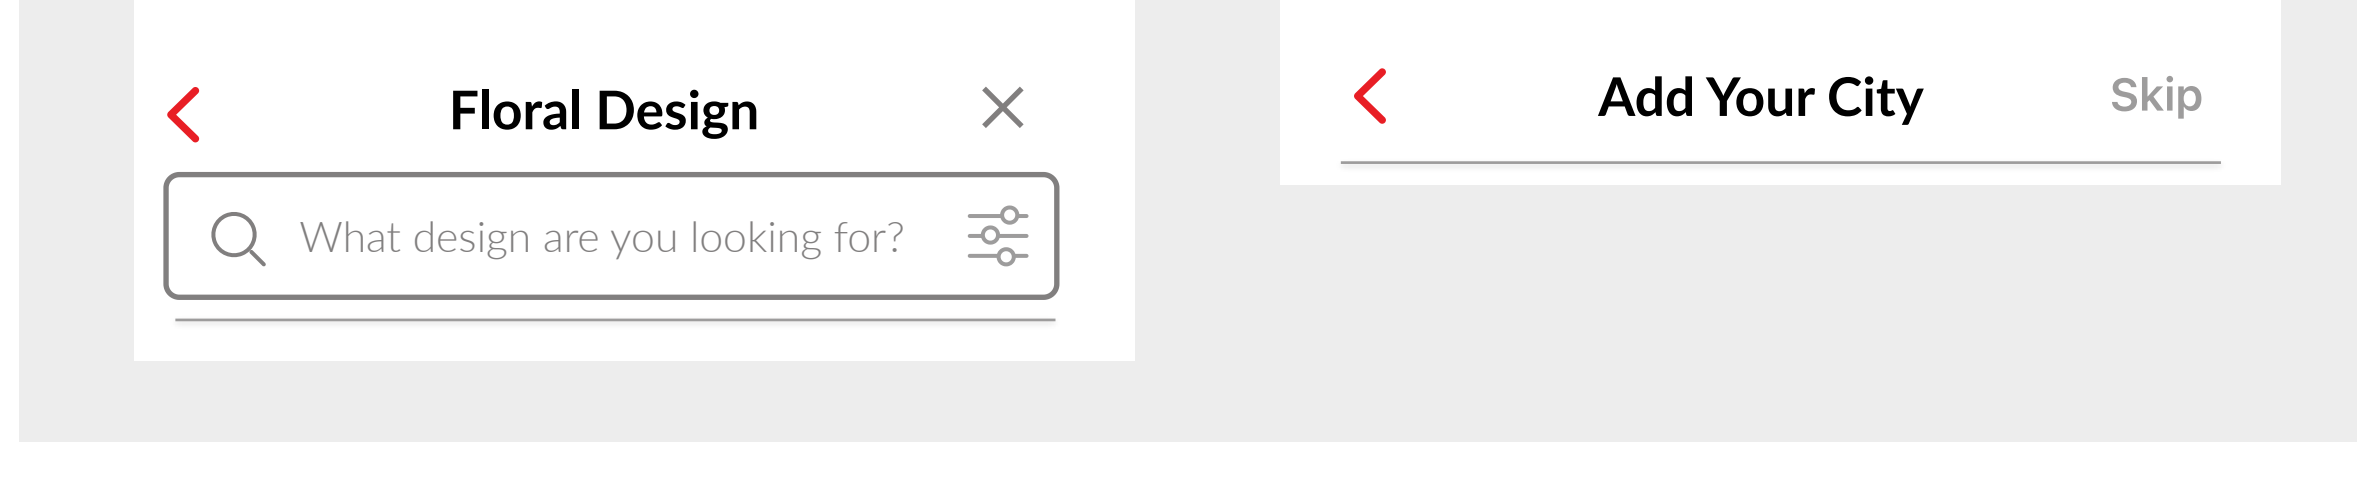 Floral Design
What design are you looking for?
Add Your City
Skip